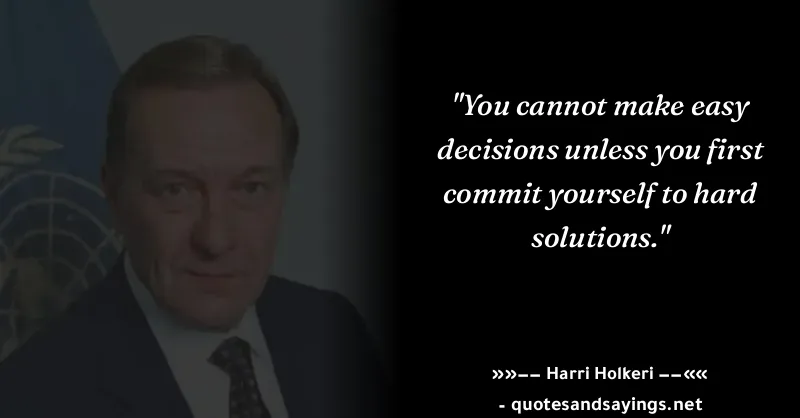 "You cannot make easy
decisions unless you first
commit yourself to hard
solutions."
»»–– Harri Holkeri ––««
- quotesandsayings.net